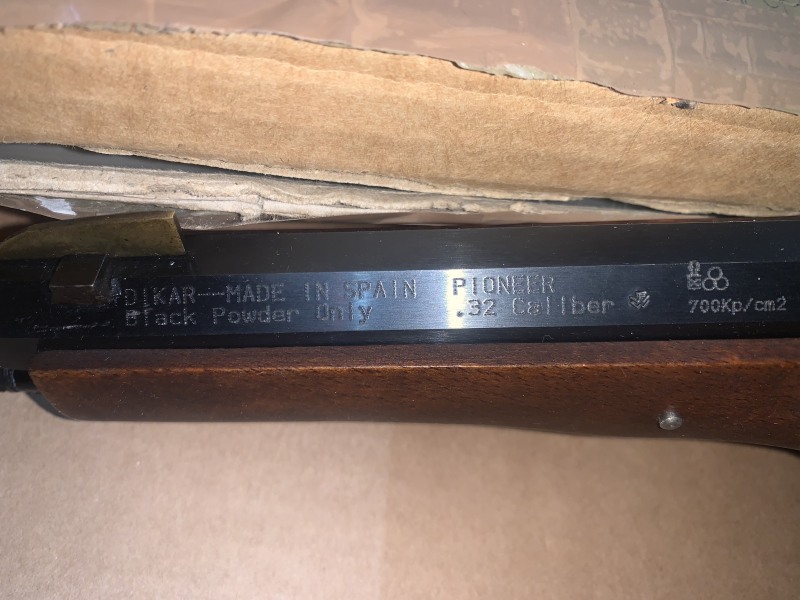 DIKAR--MADE IN SPAIN
Black Powder Only
PIONEER
.32 Caliber
700Kp/cm2